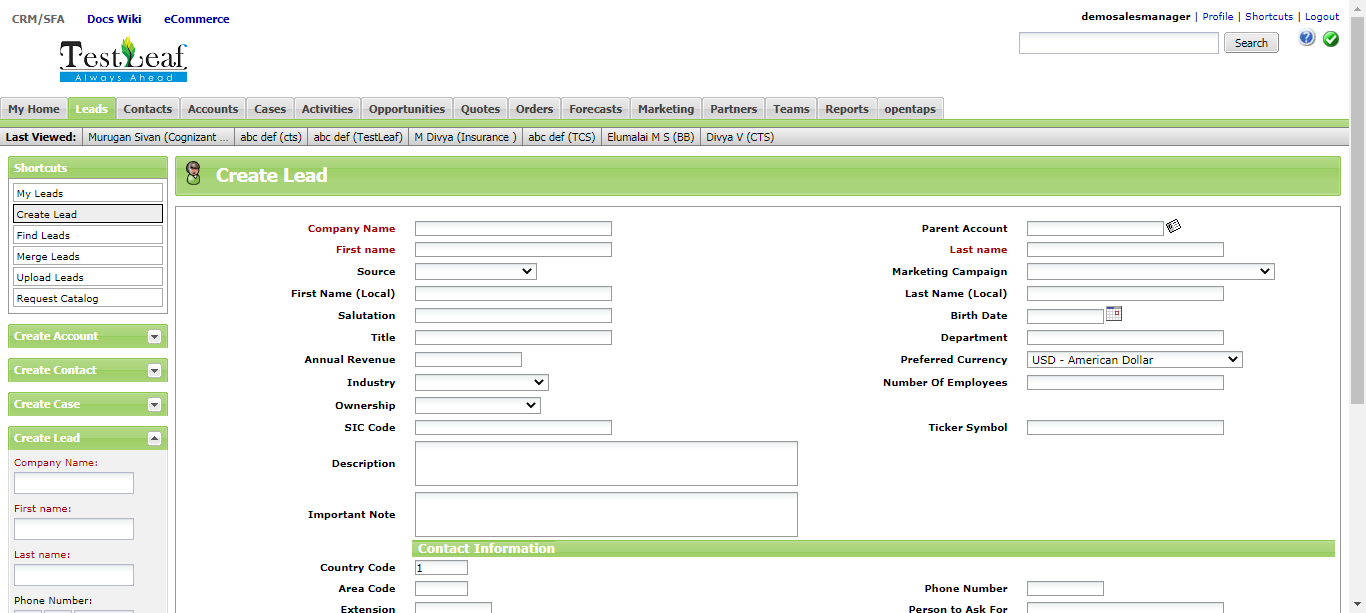 CRM/SFA Docs Wiki eCommerce
demosalesmanager | Profile | Shortcuts | Logout
TestLeaf
Always Ahead
Search
My Home Leads Contacts Accounts Cases Activities Opportunities Quotes Orders Forecasts Marketing Partners Teams Reports opentaps
Last Viewed: Murugan Sivan (Cognizant ... abc def (cts) abc def (TestLeaf) M Divya (Insurance ) abc def (TCS) Elumalai M S (BB) Divya V (CTS)
Shortcuts
My Leads
Create Lead
Find Leads
Merge Leads
Upload Leads
Request Catalog
Create Account
Create Contact
Create Case
Create Lead
Company Name:
First name:
Last name:
Phone Number:
Create Lead
Company Name Parent Account
First name Last name
Source Marketing Campaign
First Name (Local) Last Name (Local)
Salutation Birth Date
Title Department
Annual Revenue Preferred Currency USD - American Dollar
Industry Number Of Employees
Ownership
SIC Code Ticker Symbol
Description
Important Note
Contact Information
Country Code 1
Area Code Phone Number
Extension Person to Ask For